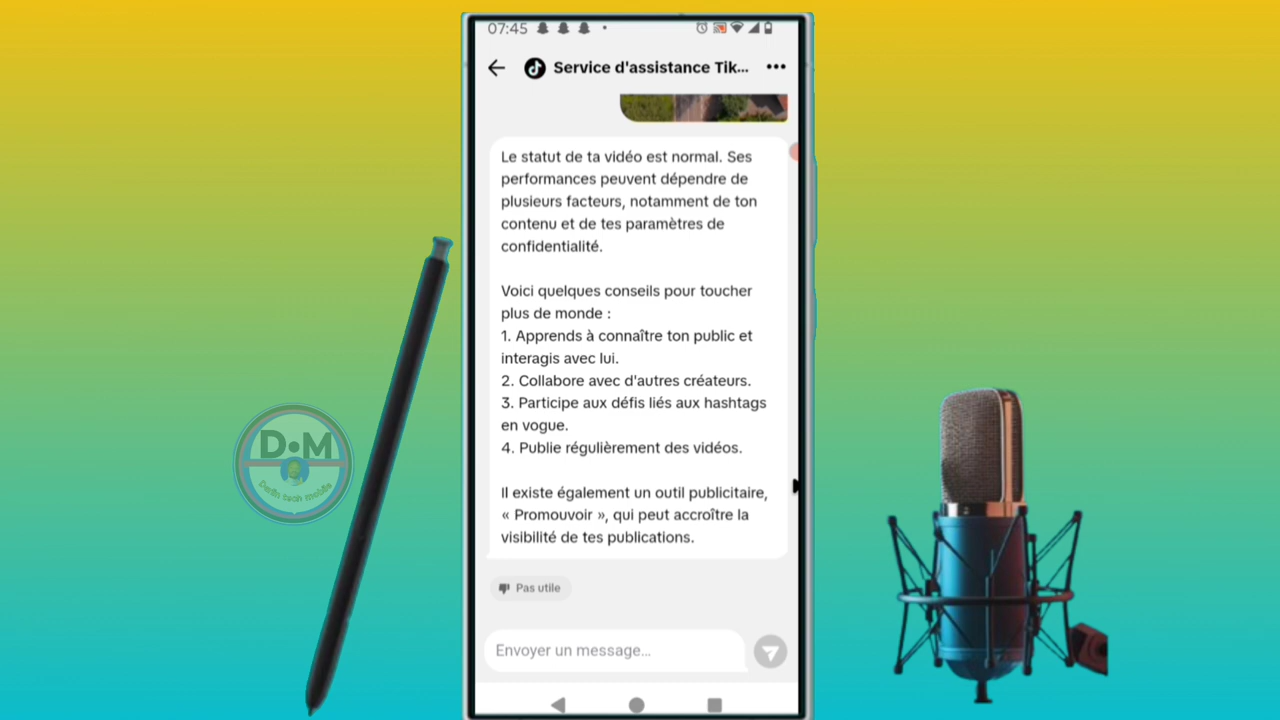 07:45
Service d'assistance Tik...
Le statut de ta vidéo est normal. Ses
performances peuvent dépendre de
plusieurs facteurs, notamment de ton
contenu et de tes paramètres de
confidentialité.
Voici quelques conseils pour toucher
plus de monde :
1. Apprends à connaître ton public et
interagis avec lui.
2. Collabore avec d'autres créateurs.
3. Participe aux défis liés aux hashtags
en vogue.
4. Publie régulièrement des vidéos.
Il existe également un outil publicitaire,
« Promouvoir », qui peut accroître la
visibilité de tes publications.
Pas utile
Envoyer un message...
D•M
Derlin tech mobile